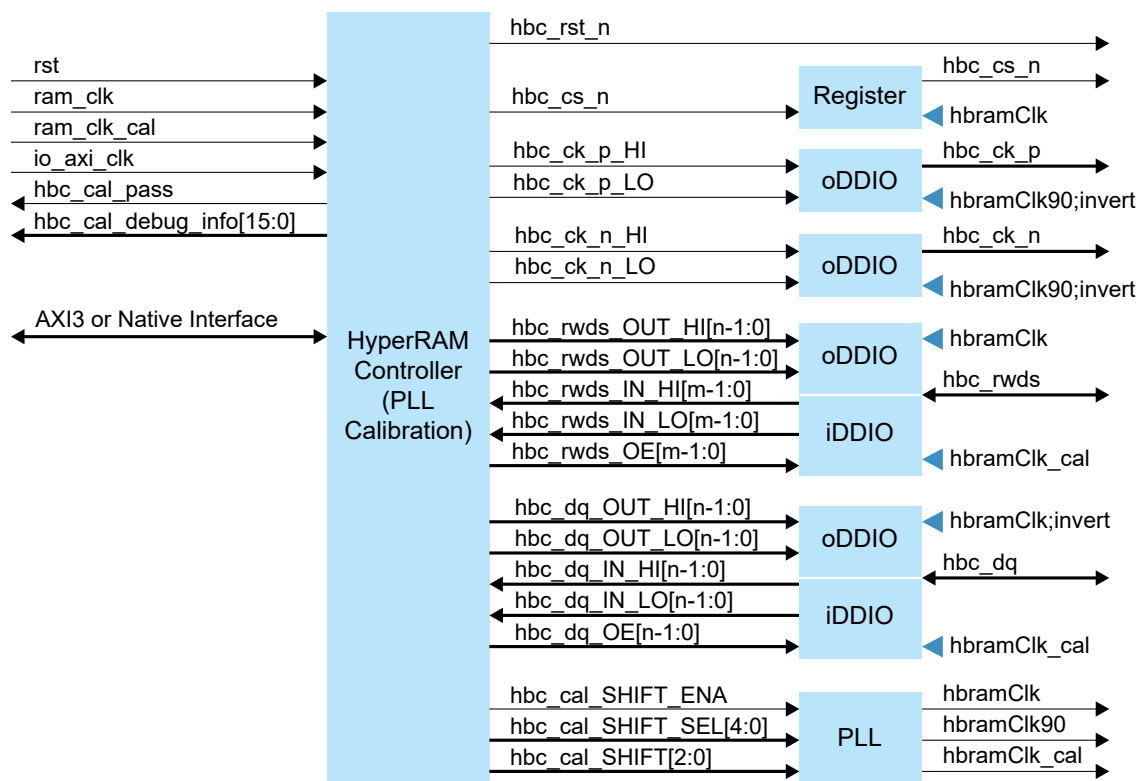 rst
ram_clk
ram_clk_cal
io_axi_clk
hbc_cal_pass
hbc_cal_debug_info[15:0]
AXI3 or Native Interface
HyperRAM
Controller
(PLL
Calibration)
hbc_rst_n
hbc_cs_n
Register
hbc_cs_n
hbramClk
hbc_ck_p_HI
hbc_ck_p_LO
oDDIO
hbc_ck_p
hbramClk90;invert
hbc_ck_n_HI
hbc_ck_n_LO
oDDIO
hbc_ck_n
hbramClk90;invert
hbc_rwds_OUT_HI[n-1:0]
hbc_rwds_OUT_LO[n-1:0]
hbc_rwds_IN_HI[m-1:0]
hbc_rwds_IN_LO[m-1:0]
hbc_rwds_OE[m-1:0]
oDDIO
iDDIO
hbramClk
hbc_rwds
hbramClk_cal
hbc_dq_OUT_HI[n-1:0]
hbc_dq_OUT_LO[n-1:0]
hbc_dq_IN_HI[n-1:0]
hbc_dq_IN_LO[n-1:0]
hbc_dq_OE[n-1:0]
oDDIO
iDDIO
hbramClk;invert
hbc_dq
hbramClk_cal
hbc_cal_SHIFT_ENA
hbc_cal_SHIFT_SEL[4:0]
hbc_cal_SHIFT[2:0]
PLL
hbramClk
hbramClk90
hbramClk_cal